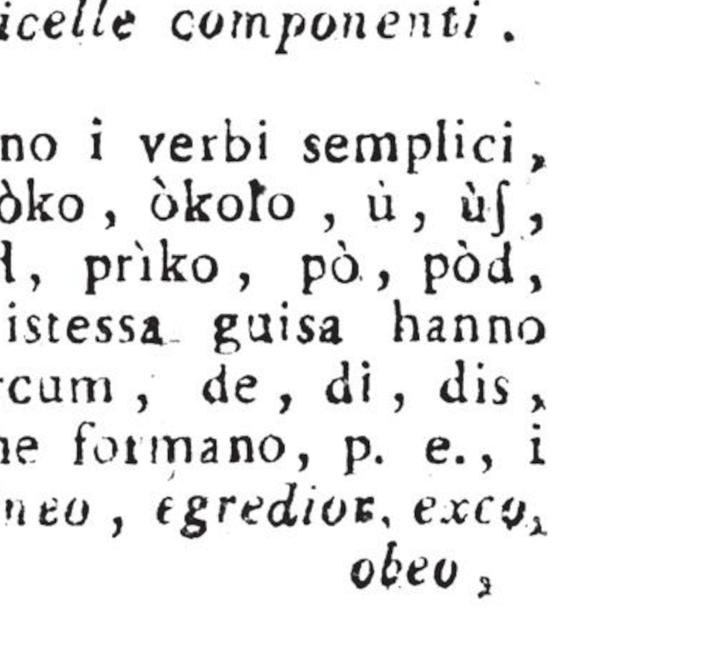 icelle componenti .
no i verbi semplici,
òko , òkoło , ù , ùſ ,
d, prìko , pò , pòd ,
istessa guisa hanno
rcum , de , di , dis ,
ne formano, p. e., i
neo , egredior, exeo,
obeo ,